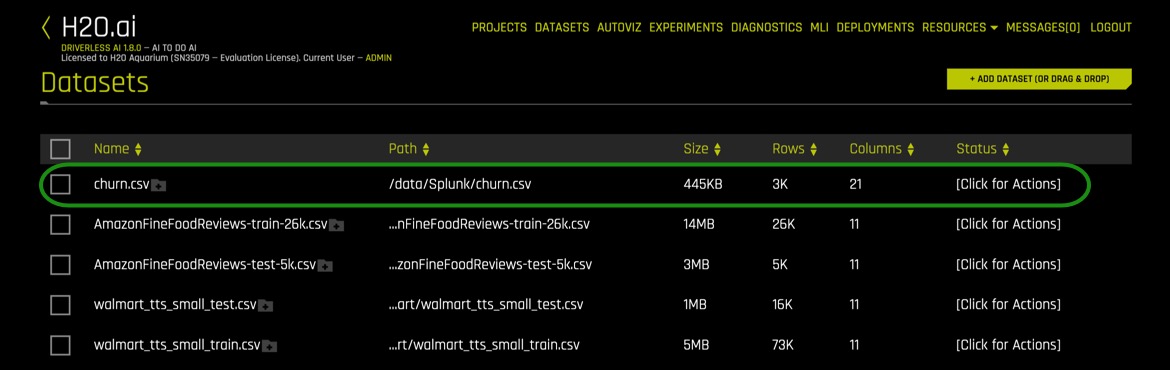 H2O.ai
DRIVERLESS AI 1.8.0 – AI TO DO AI
Licensed to H2O Aquarium (SN35079 – Evaluation License), Current User – ADMIN
PROJECTS DATASETS AUTOVIZ EXPERIMENTS DIAGNOSTICS MLI DEPLOYMENTS RESOURCES MESSAGES[0] LOGOUT
Datasets
+ ADD DATASET (OR DRAG & DROP)
Name Path Size Rows Columns Status
churn.csv /data/Splunk/churn.csv 445KB 3K 21 [Click for Actions]
AmazonFineFoodReviews-train-26k.csv ...nFineFoodReviews-train-26k.csv 14MB 26K 11 [Click for Actions]
AmazonFineFoodReviews-test-5k.csv ...zonFineFoodReviews-test-5k.csv 3MB 5K 11 [Click for Actions]
walmart_tts_small_test.csv ...art/walmart_tts_small_test.csv 1MB 16K 11 [Click for Actions]
walmart_tts_small_train.csv ...rt/walmart_tts_small_train.csv 5MB 73K 11 [Click for Actions]